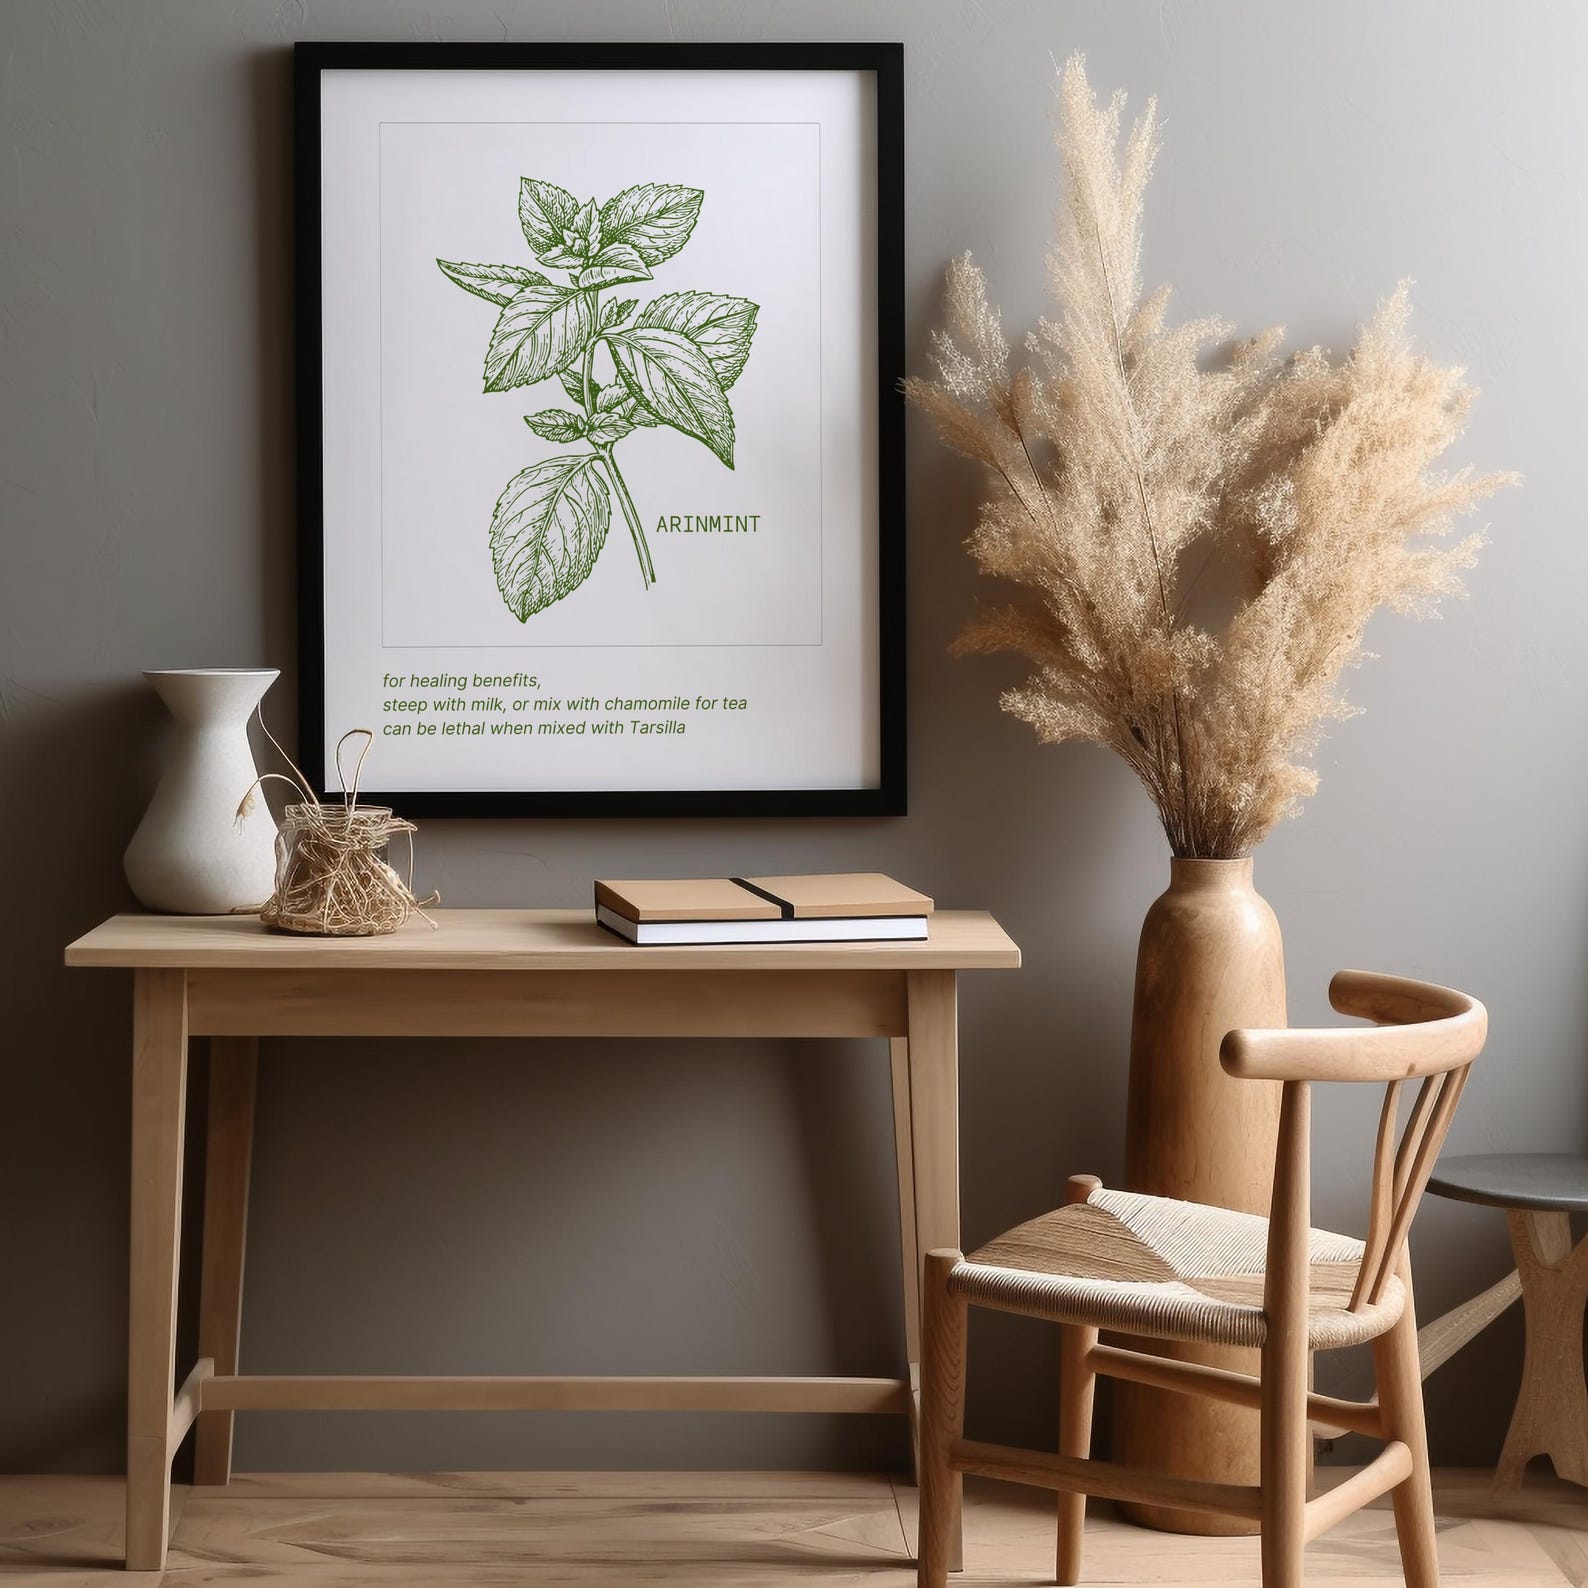 ARINMINT
for healing benefits,
steep with milk, or mix with chamomile for tea
can be lethal when mixed with Tarsilla